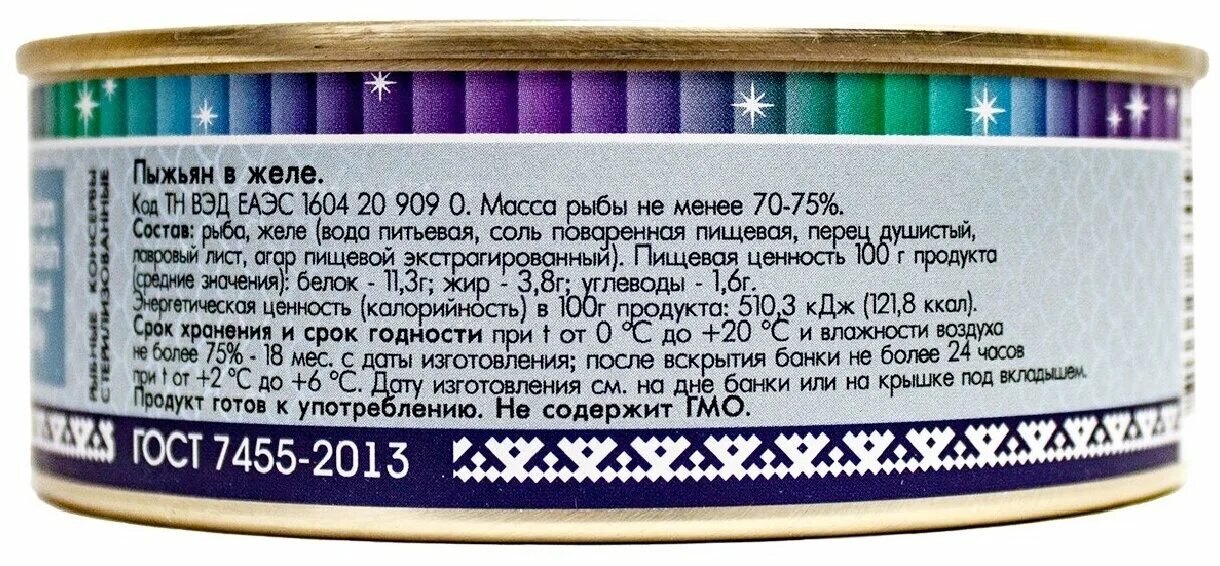 Пыжьян в желе.
Код ТН ВЭД ЕАЭС 1604 20 909 0. Масса рыбы не менее 70-75%.
Состав: рыба, желе (вода питьевая, соль поваренная пищевая, перец душистый,
лавровый лист, агар пищевой экстрагированный). Пищевая ценность 100 г продукта
(средние значения): белок - 11,3г; жир - 3,8г; углеводы - 1,6г.
Энергетическая ценность (калорийность) в 100г продукта: 510,3 кДж (121,8 ккал).
Срок хранения и срок годности при t от 0 °C до +20 °C и влажности воздуха
не более 75% - 18 мес. с даты изготовления; после вскрытия банки не более 24 часов
при t от +2 °C до +6 °C. Дату изготовления см. на дне банки или на крышке под вкладышем.
Продукт готов к употреблению. Не содержит ГМО.
РЫБНЫЕ КОНСЕРВЫ
СТЕРИЛИЗОВАННЫЕ
ГОСТ 7455-2013